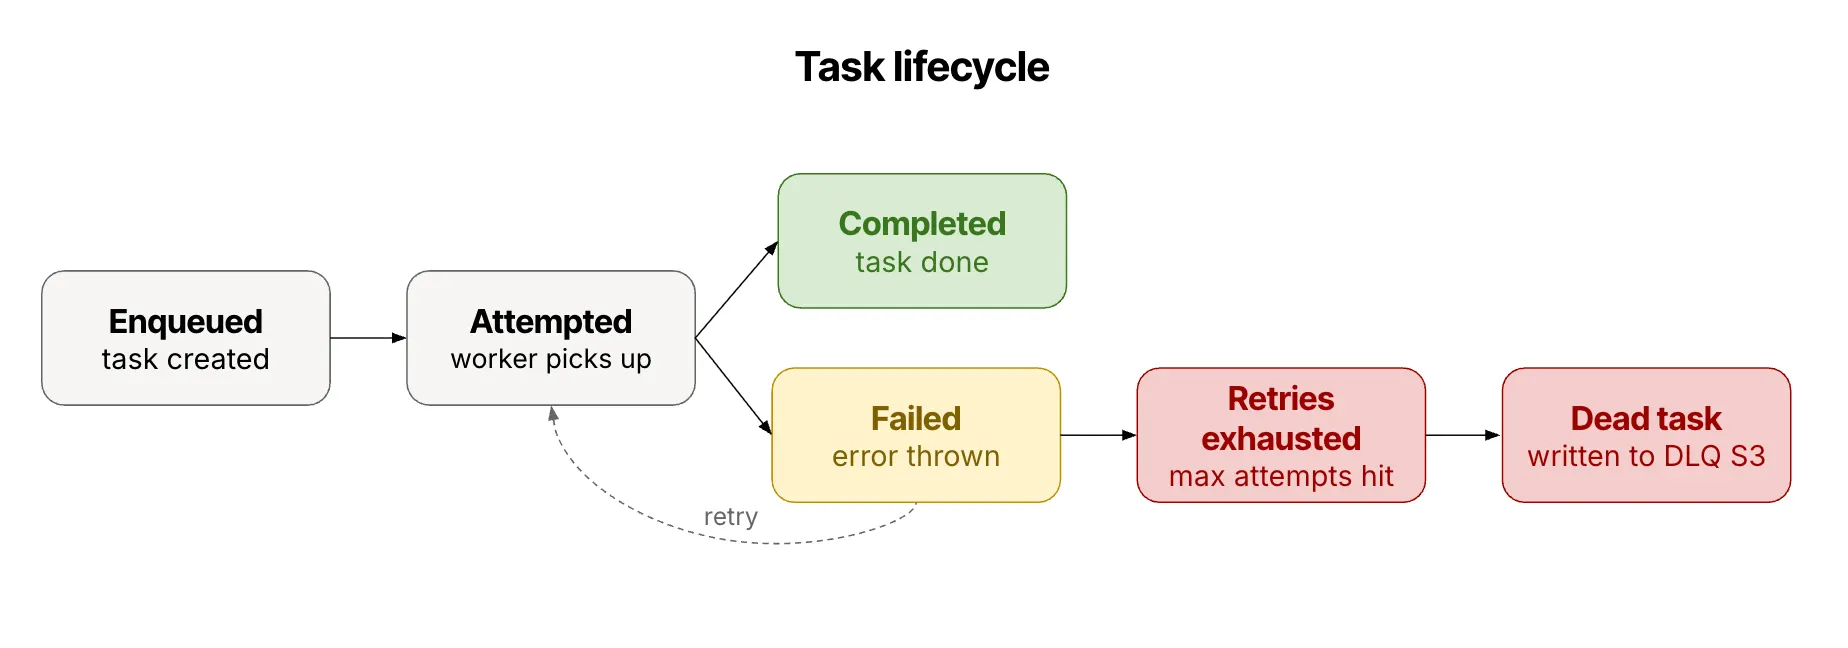 Task lifecycle
Enqueued
task created
Attempted
worker picks up
Completed
task done
Failed
error thrown
Retries
exhausted
max attempts hit
Dead task
written to DLQ S3
retry